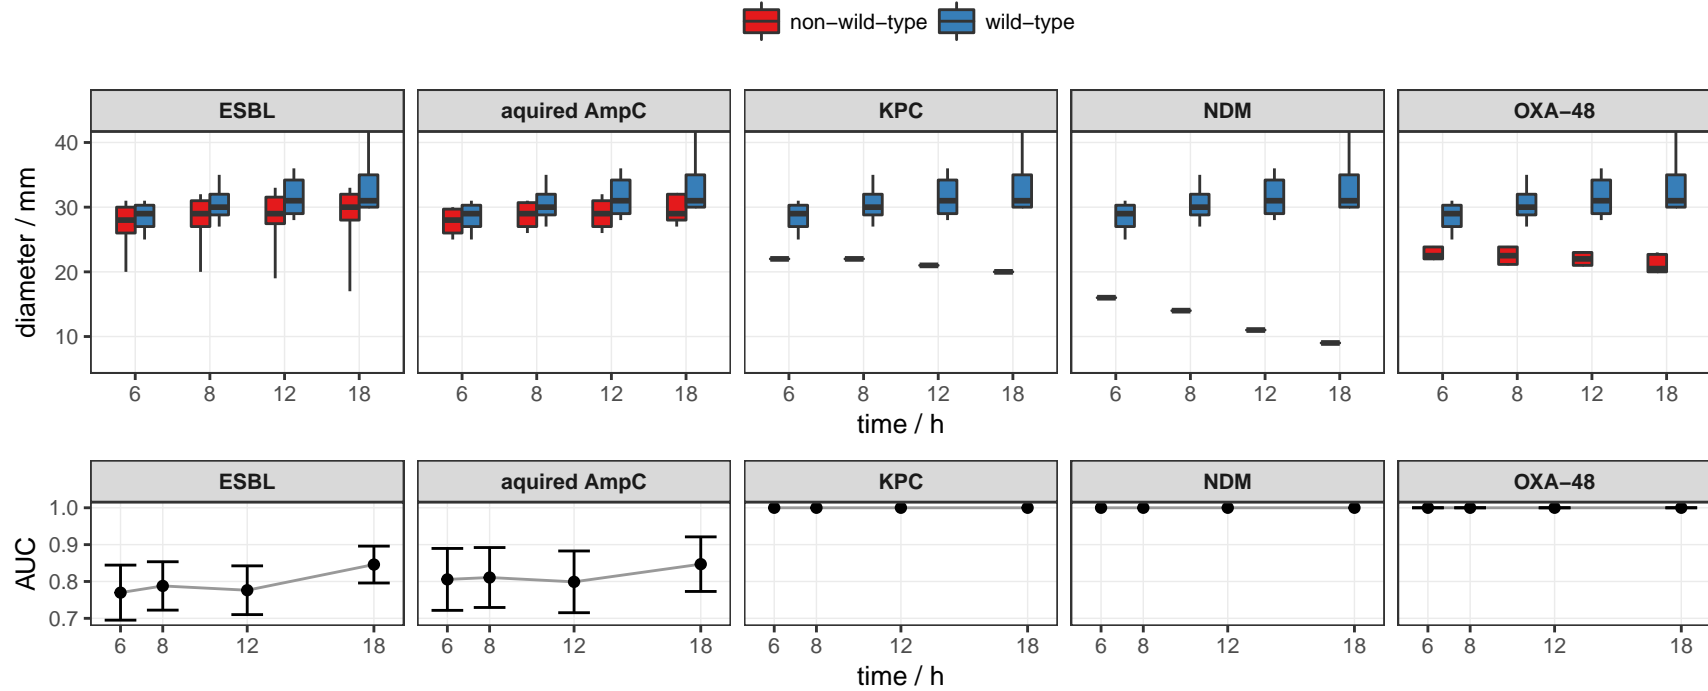 non−wild−type wild−type
ESBL aquired AmpC KPC NDM OXA−48
diameter / mm
40
30
20
10
6 8 12 18 6 8 12 18 6 8 12 18 6 8 12 18 6 8 12 18
time / h
ESBL aquired AmpC KPC NDM OXA−48
AUC
1.0
0.9
0.8
0.7
6 8 12 18 6 8 12 18 6 8 12 18 6 8 12 18 6 8 12 18
time / h